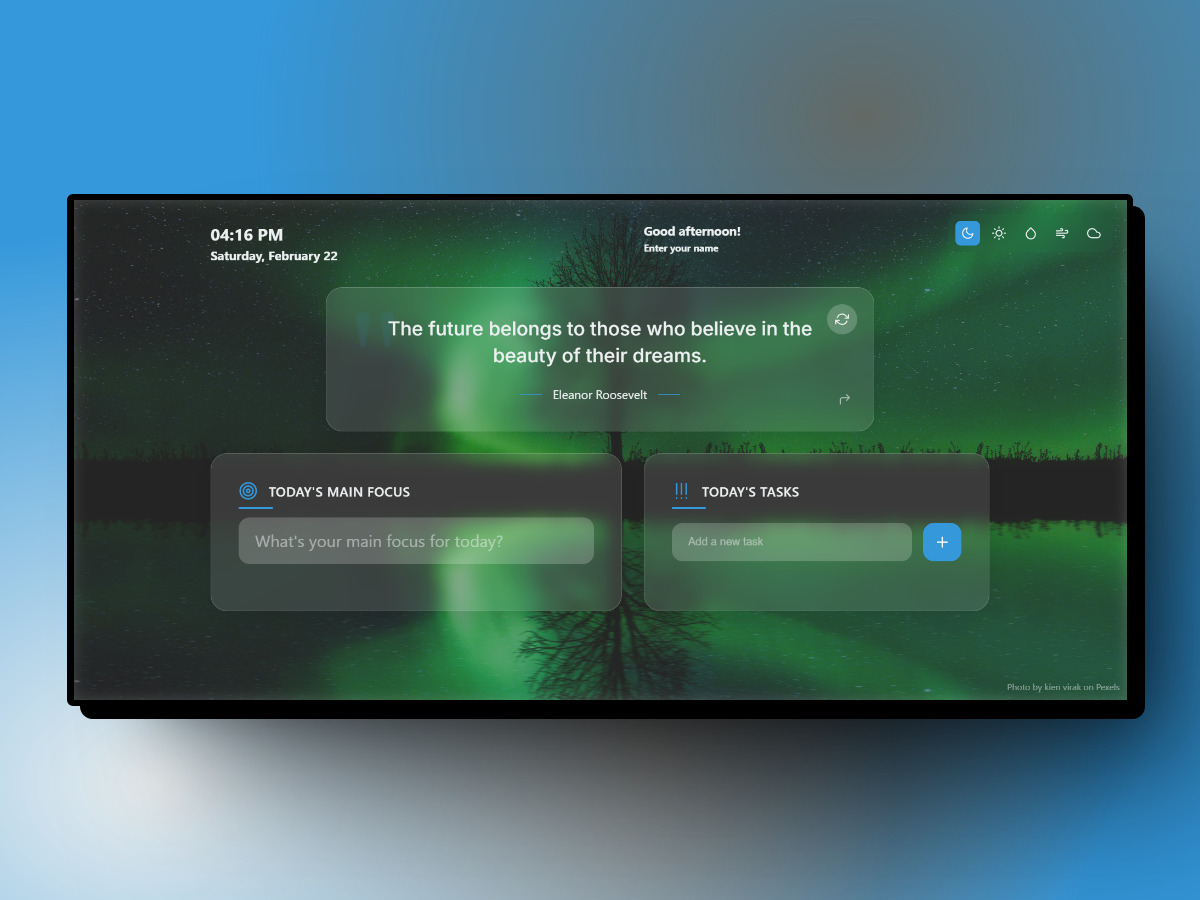 04:16 PM
Saturday, February 22
Good afternoon!
Enter your name
The future belongs to those who believe in the
beauty of their dreams.
Eleanor Roosevelt
TODAY'S MAIN FOCUS
What's your main focus for today?
TODAY'S TASKS
Add a new task
Photo by kien virak on Pexels